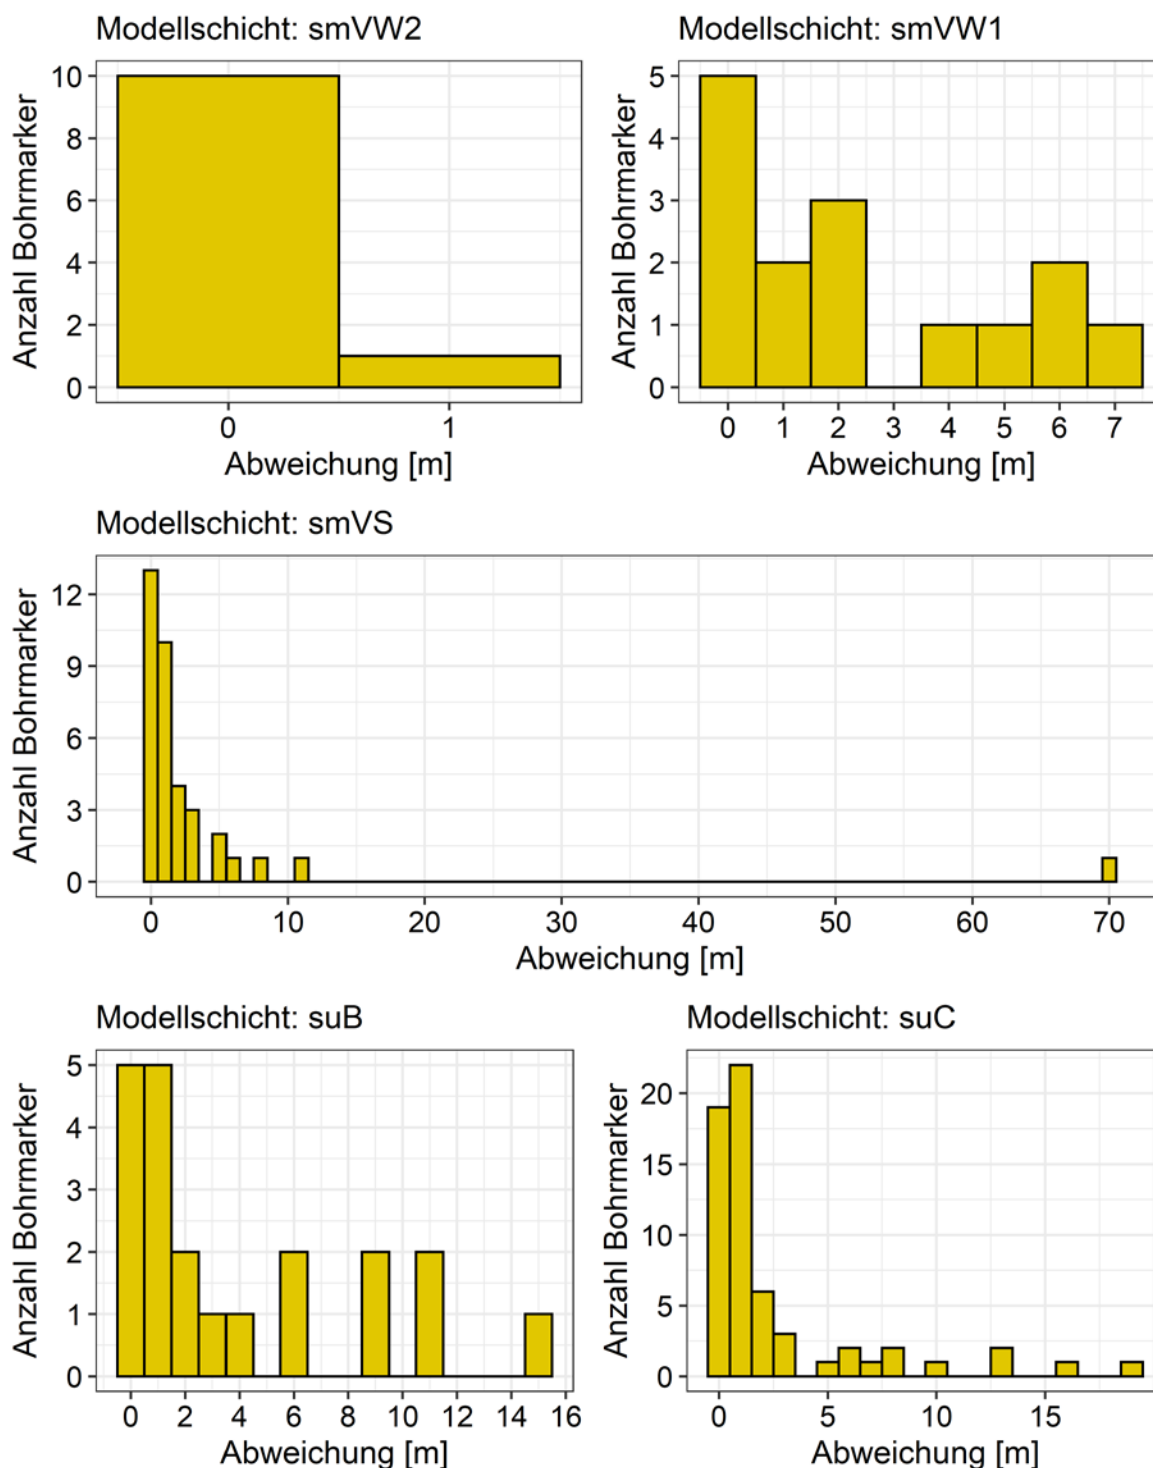 Modellschicht: smVW2
Anzahl Bohrmarker
10
8
6
4
2
0
0 1
Abweichung [m]
Modellschicht: smVW1
Anzahl Bohrmarker
5
4
3
2
1
0
0 1 2 3 4 5 6 7
Abweichung [m]
Modellschicht: smVS
Anzahl Bohrmarker
12
9
6
3
0
0 10 20 30 40 50 60 70
Abweichung [m]
Modellschicht: suB
Anzahl Bohrmarker
5
4
3
2
1
0
0 2 4 6 8 10 12 14 16
Abweichung [m]
Modellschicht: suC
Anzahl Bohrmarker
20
15
10
5
0
0 5 10 15
Abweichung [m]